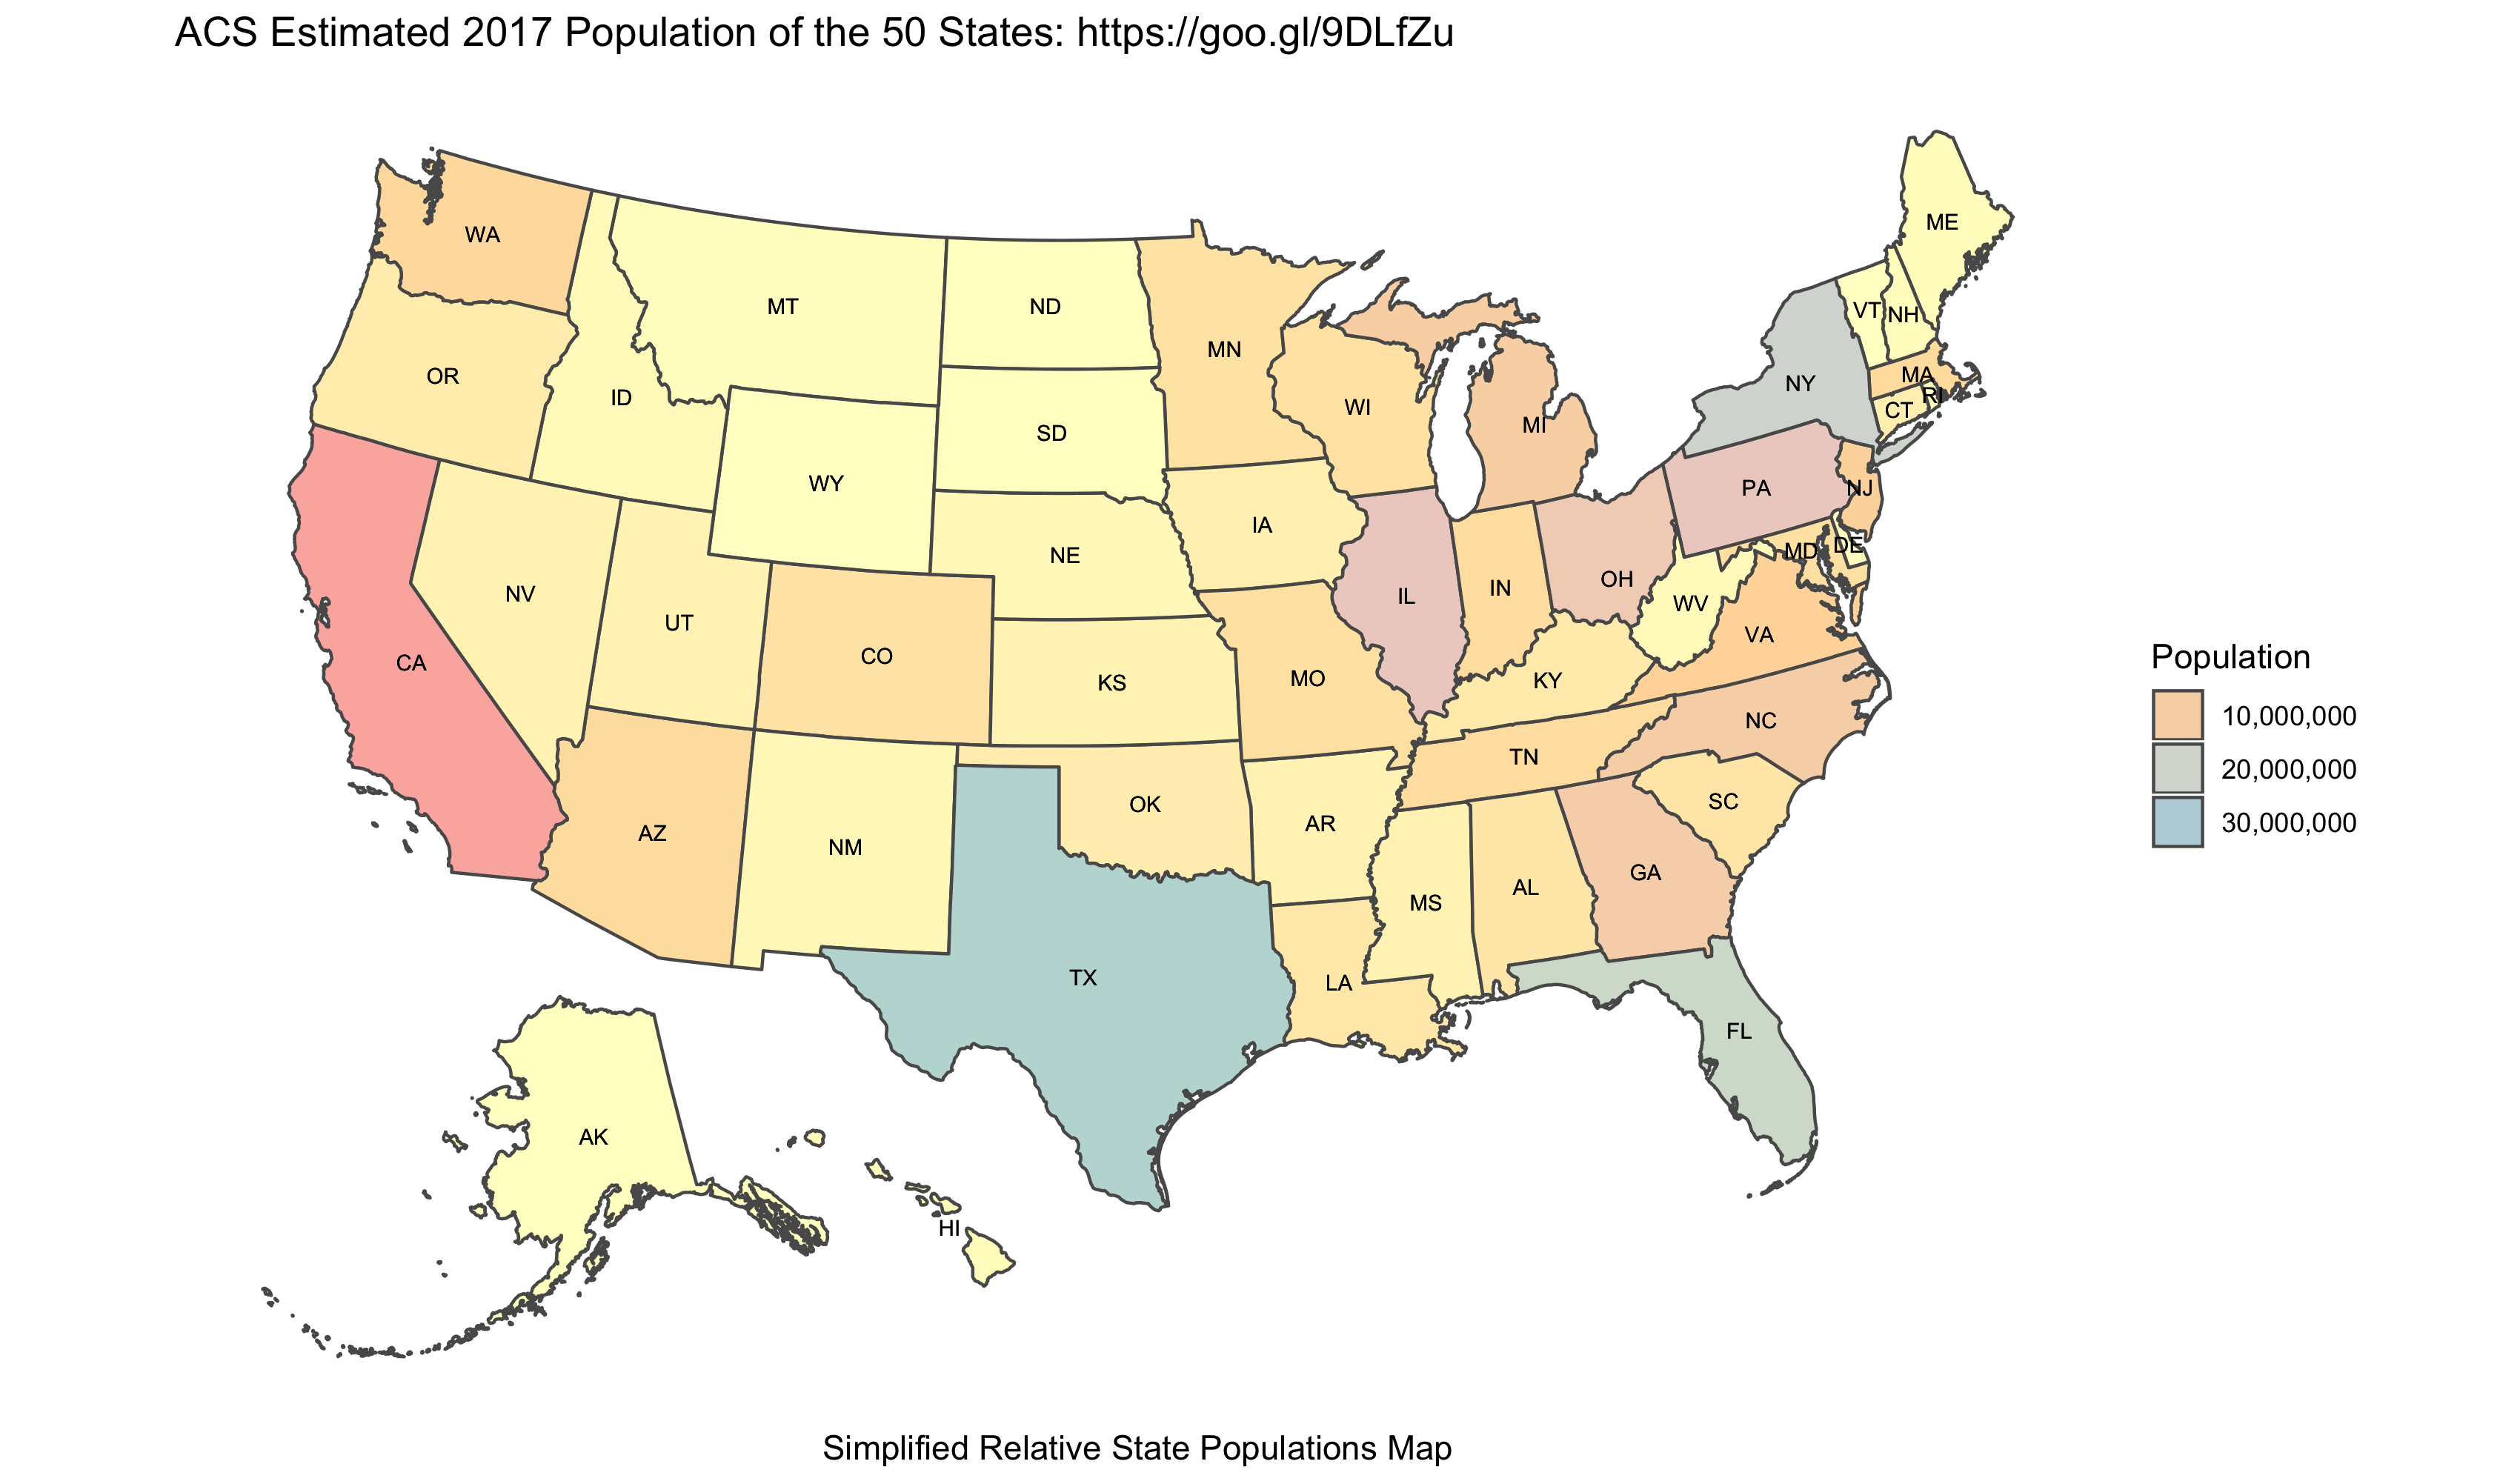 ACS Estimated 2017 Population of the 50 States: https://goo.gl/9DLfZu
WA
ME
MT
ND
VT
NH
MN
OR
ID
NY
MA
RI
CT
WI
MI
SD
WY
PA
NJ
IA
NE
MD
DE
NV
UT
IL
IN
OH
WV
VA
CA
CO
KS
MO
KY
NC
TN
SC
AZ
NM
OK
AR
GA
MS
AL
TX
LA
FL
AK
HI
Population
10,000,000
20,000,000
30,000,000
Simplified Relative State Populations Map